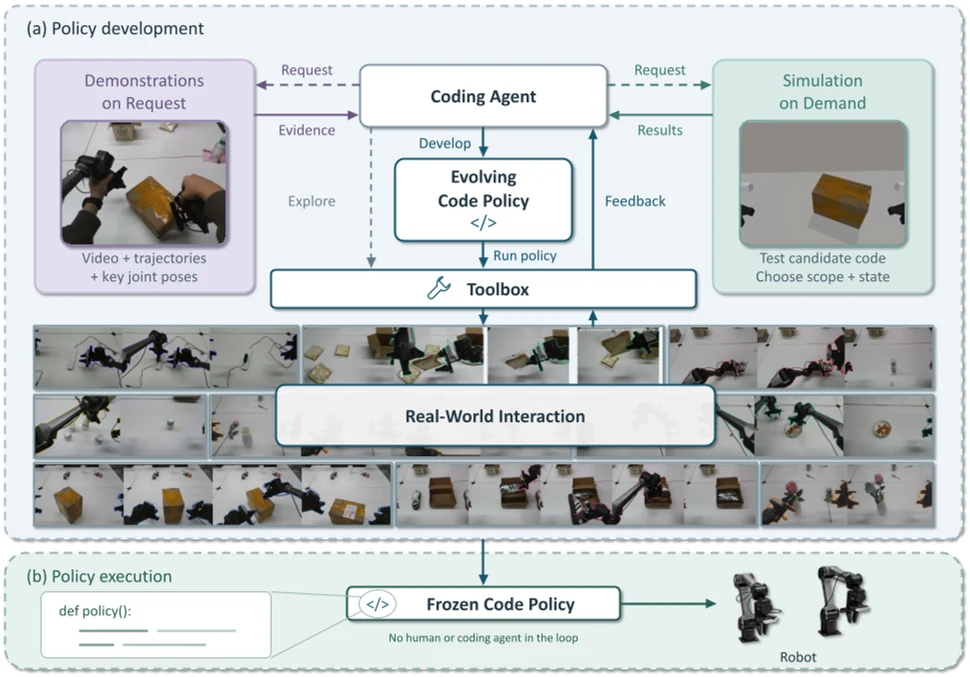 (a) Policy development
Demonstrations
on Request
Request
Evidence
Video + trajectories
+ key joint poses
Coding Agent
Request
Results
Simulation
on Demand
Test candidate code
Choose scope + state
Develop
Explore
Evolving
Code Policy
</>
Feedback
Run policy
Toolbox
Real-World Interaction
(b) Policy execution
def policy():
</>
Frozen Code Policy
No human or coding agent in the loop
Robot